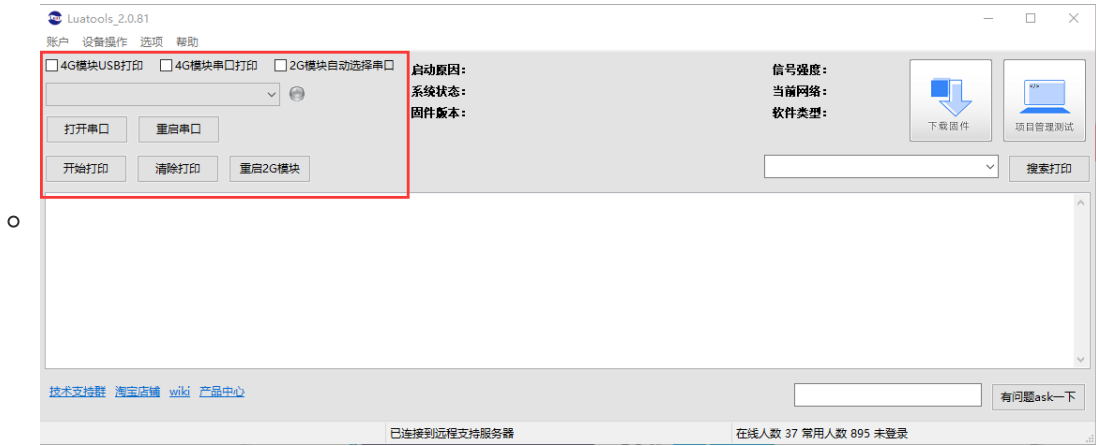 Luatools_2.0.81
账户 设备操作 选项 帮助
4G模块USB打印 4G模块串口打印 2G模块自动选择串口
启动原因:
信号强度:
系统状态:
当前网络:
固件版本:
软件类型:
下载固件
项目管理测试
打开串口 重启串口
开始打印 清除打印 重启2G模块
搜索打印
技术支持群 淘宝店铺 wiki 产品中心
有问题ask一下
已连接到远程支持服务器
在线人数 37 常用人数 895 未登录